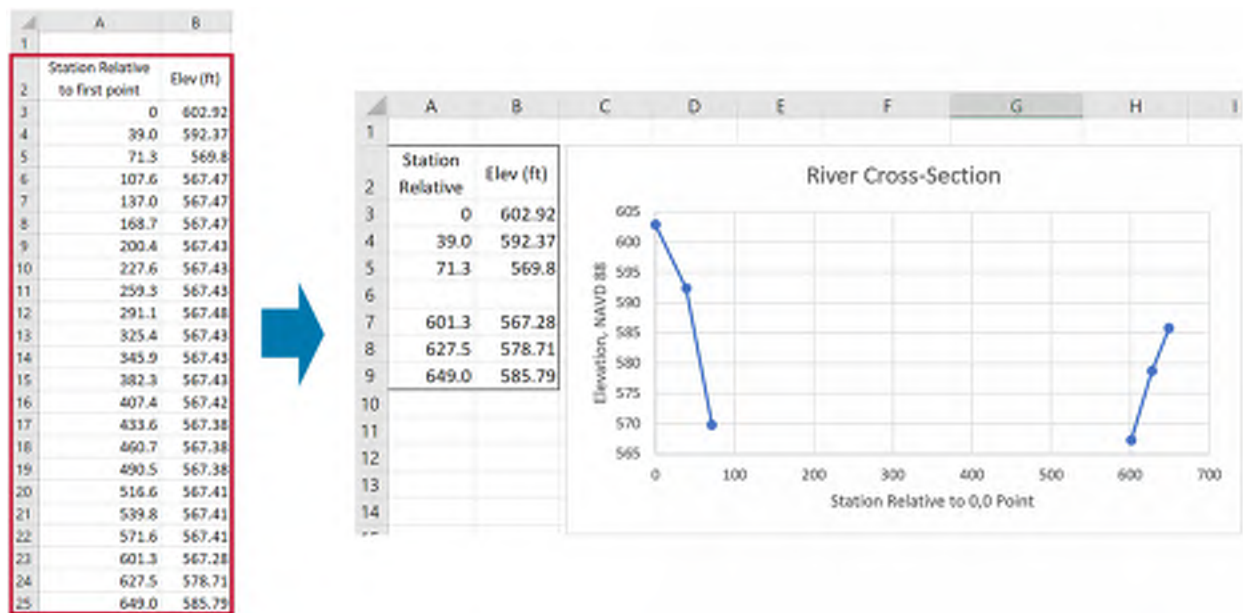 A B
1
2 Station Relative to first point Elev (ft)
3 0 602.92
4 39.0 592.37
5 71.3 569.8
6 107.6 567.47
7 137.0 567.47
8 168.7 567.47
9 200.4 567.43
10 227.6 567.43
11 259.3 567.43
12 291.1 567.48
13 325.4 567.43
14 345.9 567.43
15 382.3 567.43
16 407.4 567.42
17 433.6 567.38
18 460.7 567.38
19 490.5 567.38
20 516.6 567.41
21 539.8 567.41
22 571.6 567.41
23 601.3 567.28
24 627.5 578.71
25 649.0 585.79
A B C D E F G H I
1
2 Station Relative Elev (ft)
3 0 602.92
4 39.0 592.37
5 71.3 569.8
6
7 601.3 567.28
8 627.5 578.71
9 649.0 585.79
10
11
12
13
14
River Cross-Section
Elevation, NAVD 88
605
600
595
590
585
580
575
570
565
0 100 200 300 400 500 600 700
Station Relative to 0,0 Point